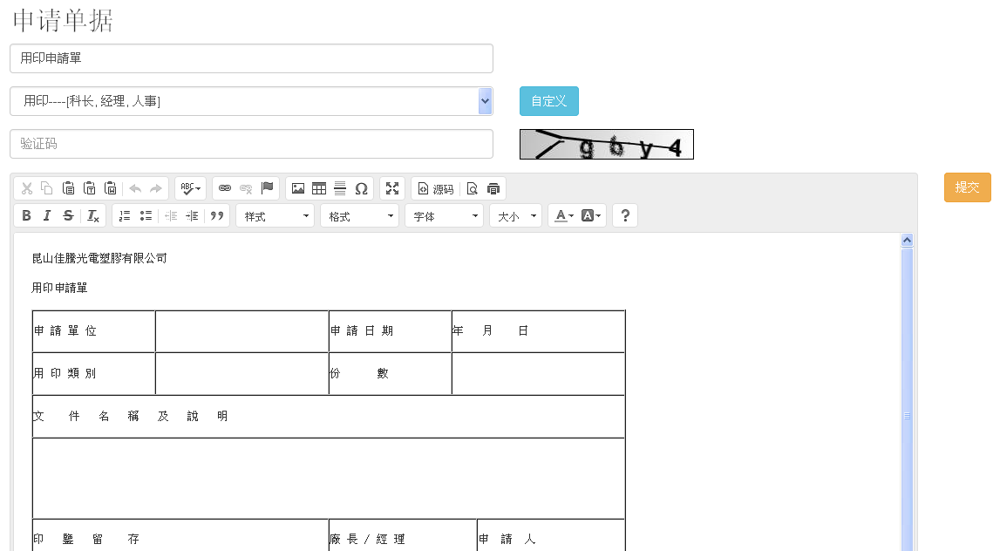 申请单据
用印申請單
用印----[科长,经理,人事]
自定义
验证码
提交
ABC
源码
B I S Tx
样式 格式 字体 大小 A A ?
昆山佳騰光電塑膠有限公司
用印申請單
申 請 單 位 申 請 日 期 年 月 日
用 印 類 別 份 數
文 件 名 稱 及 說 明
印 鑒 留 存 廠 長 / 經 理 申 請 人